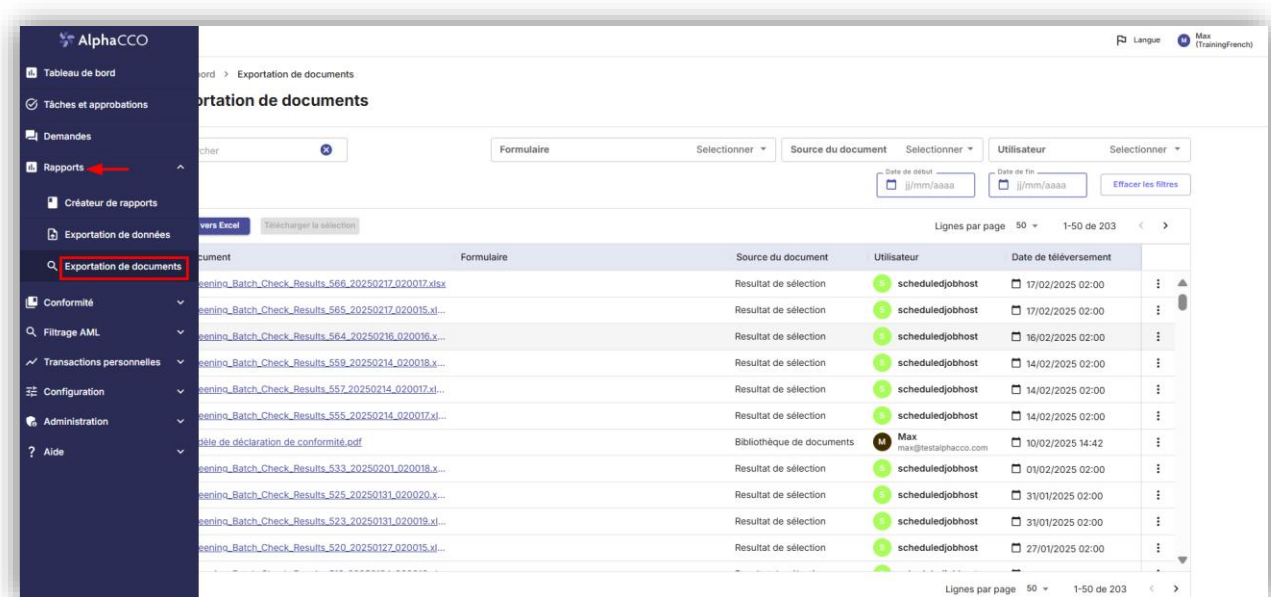 AlphaCCO
Langue
M
Max
(TrainingFrench)
Tableau de bord
Tâches et approbations
Demandes
Rapports
Créateur de rapports
Exportation de données
Exportation de documents
Conformité
Filtrage AML
Transactions personnelles
Configuration
Administration
? Aide
ord > Exportation de documents
ortation de documents
rcher
Formulaire Selectionner
Source du document Selectionner
Utilisateur Selectionner
Date de début
jj/mm/aaaa
Date de fin
jj/mm/aaaa
Effacer les filtres
vers Excel
Télécharger la sélection
Lignes par page 50 1-50 de 203
cument Formulaire Source du document Utilisateur Date de téléversement
eening_Batch_Check_Results_566_20250217_020017.xlsx Resultat de sélection S scheduledjobhost 17/02/2025 02:00
eening_Batch_Check_Results_565_20250217_020015.xl... Resultat de sélection S scheduledjobhost 17/02/2025 02:00
eening_Batch_Check_Results_564_20250216_020016.x... Resultat de sélection S scheduledjobhost 16/02/2025 02:00
eening_Batch_Check_Results_559_20250214_020018.x... Resultat de sélection S scheduledjobhost 14/02/2025 02:00
eening_Batch_Check_Results_557_20250214_020017.xl... Resultat de sélection S scheduledjobhost 14/02/2025 02:00
eening_Batch_Check_Results_555_20250214_020017.xl... Resultat de sélection S scheduledjobhost 14/02/2025 02:00
dèle de déclaration de conformité.pdf Bibliothèque de documents M Max 10/02/2025 14:42
max@testalphacco.com
eening_Batch_Check_Results_533_20250201_020018.x... Resultat de sélection S scheduledjobhost 01/02/2025 02:00
eening_Batch_Check_Results_525_20250131_020020.x... Resultat de sélection S scheduledjobhost 31/01/2025 02:00
eening_Batch_Check_Results_523_20250131_020019.xl... Resultat de sélection S scheduledjobhost 31/01/2025 02:00
eening_Batch_Check_Results_520_20250127_020015.xl... Resultat de sélection S scheduledjobhost 27/01/2025 02:00
Lignes par page 50 1-50 de 203